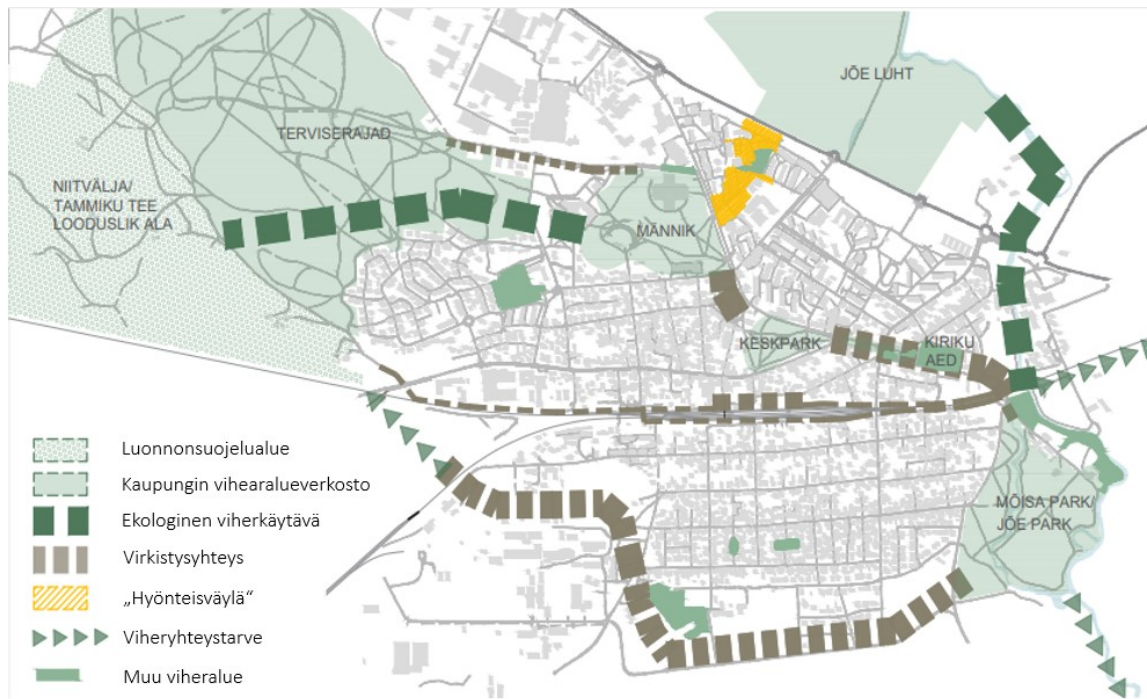 JÕE LUHT
TERVISERAJAD
NIITVÄLJA/
TAMMIKU TEE
LOODUSLIK ALA
MÄNNIK
KESKPARK
KIRIKU
AED
MÕISA PARK/
JÕE PARK
Luonnonsuojelualue
Kaupungin vihearalueverkosto
Ekologinen viherkäytävä
Virkistysyhteys
„Hyönteisväylä“
Viheryhteystarve
Muu viheralue